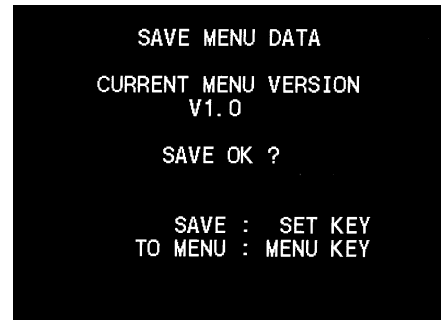 SAVE MENU DATA
CURRENT MENU VERSION
V1.0
SAVE OK ?
SAVE : SET KEY
TO MENU : MENU KEY